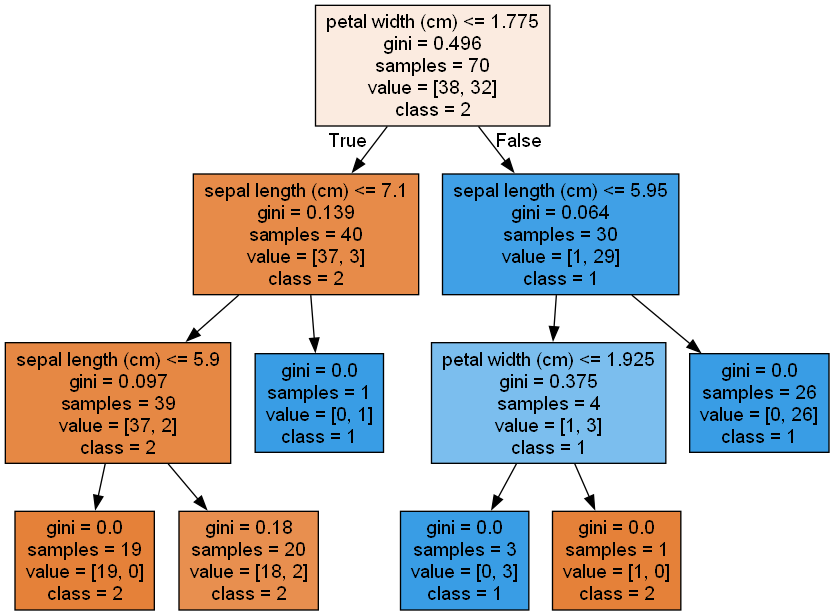 petal width (cm) <= 1.775
gini = 0.496
samples = 70
value = [38, 32]
class = 2
True
False
sepal length (cm) <= 7.1
gini = 0.139
samples = 40
value = [37, 3]
class = 2
sepal length (cm) <= 5.95
gini = 0.064
samples = 30
value = [1, 29]
class = 1
sepal length (cm) <= 5.9
gini = 0.097
samples = 39
value = [37, 2]
class = 2
gini = 0.0
samples = 1
value = [0, 1]
class = 1
petal width (cm) <= 1.925
gini = 0.375
samples = 4
value = [1, 3]
class = 1
gini = 0.0
samples = 26
value = [0, 26]
class = 1
gini = 0.0
samples = 19
value = [19, 0]
class = 2
gini = 0.18
samples = 20
value = [18, 2]
class = 2
gini = 0.0
samples = 3
value = [0, 3]
class = 1
gini = 0.0
samples = 1
value = [1, 0]
class = 2